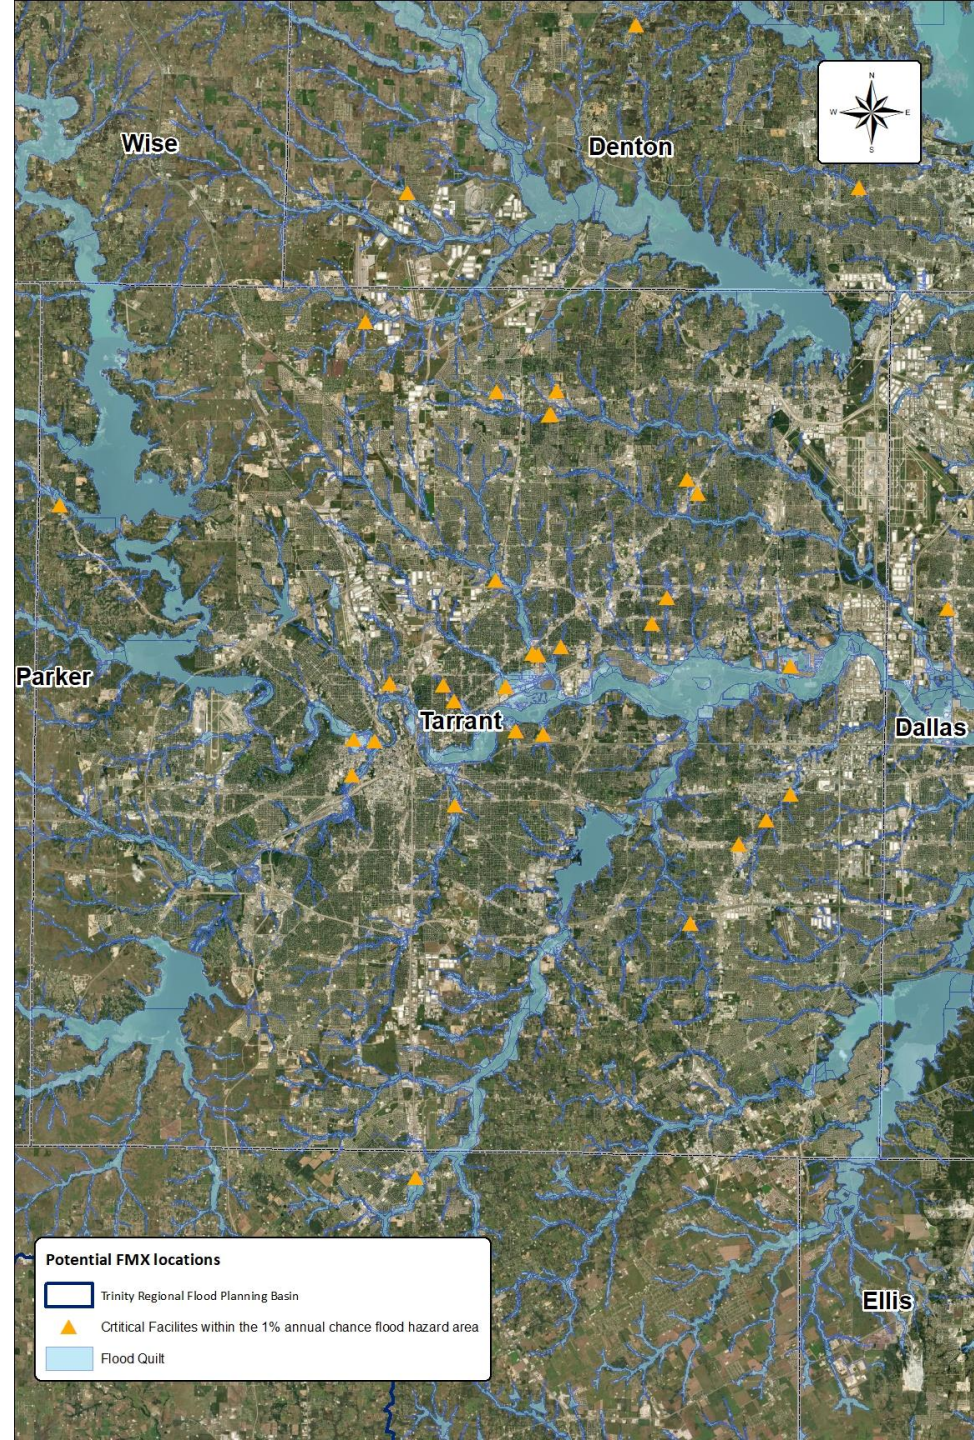 N
W E
S
Wise
Denton
Parker
Tarrant
Dallas
Ellis
Potential FMX locations
Trinity Regional Flood Planning Basin
Crtitical Facilites within the 1% annual chance flood hazard area
Flood Quilt